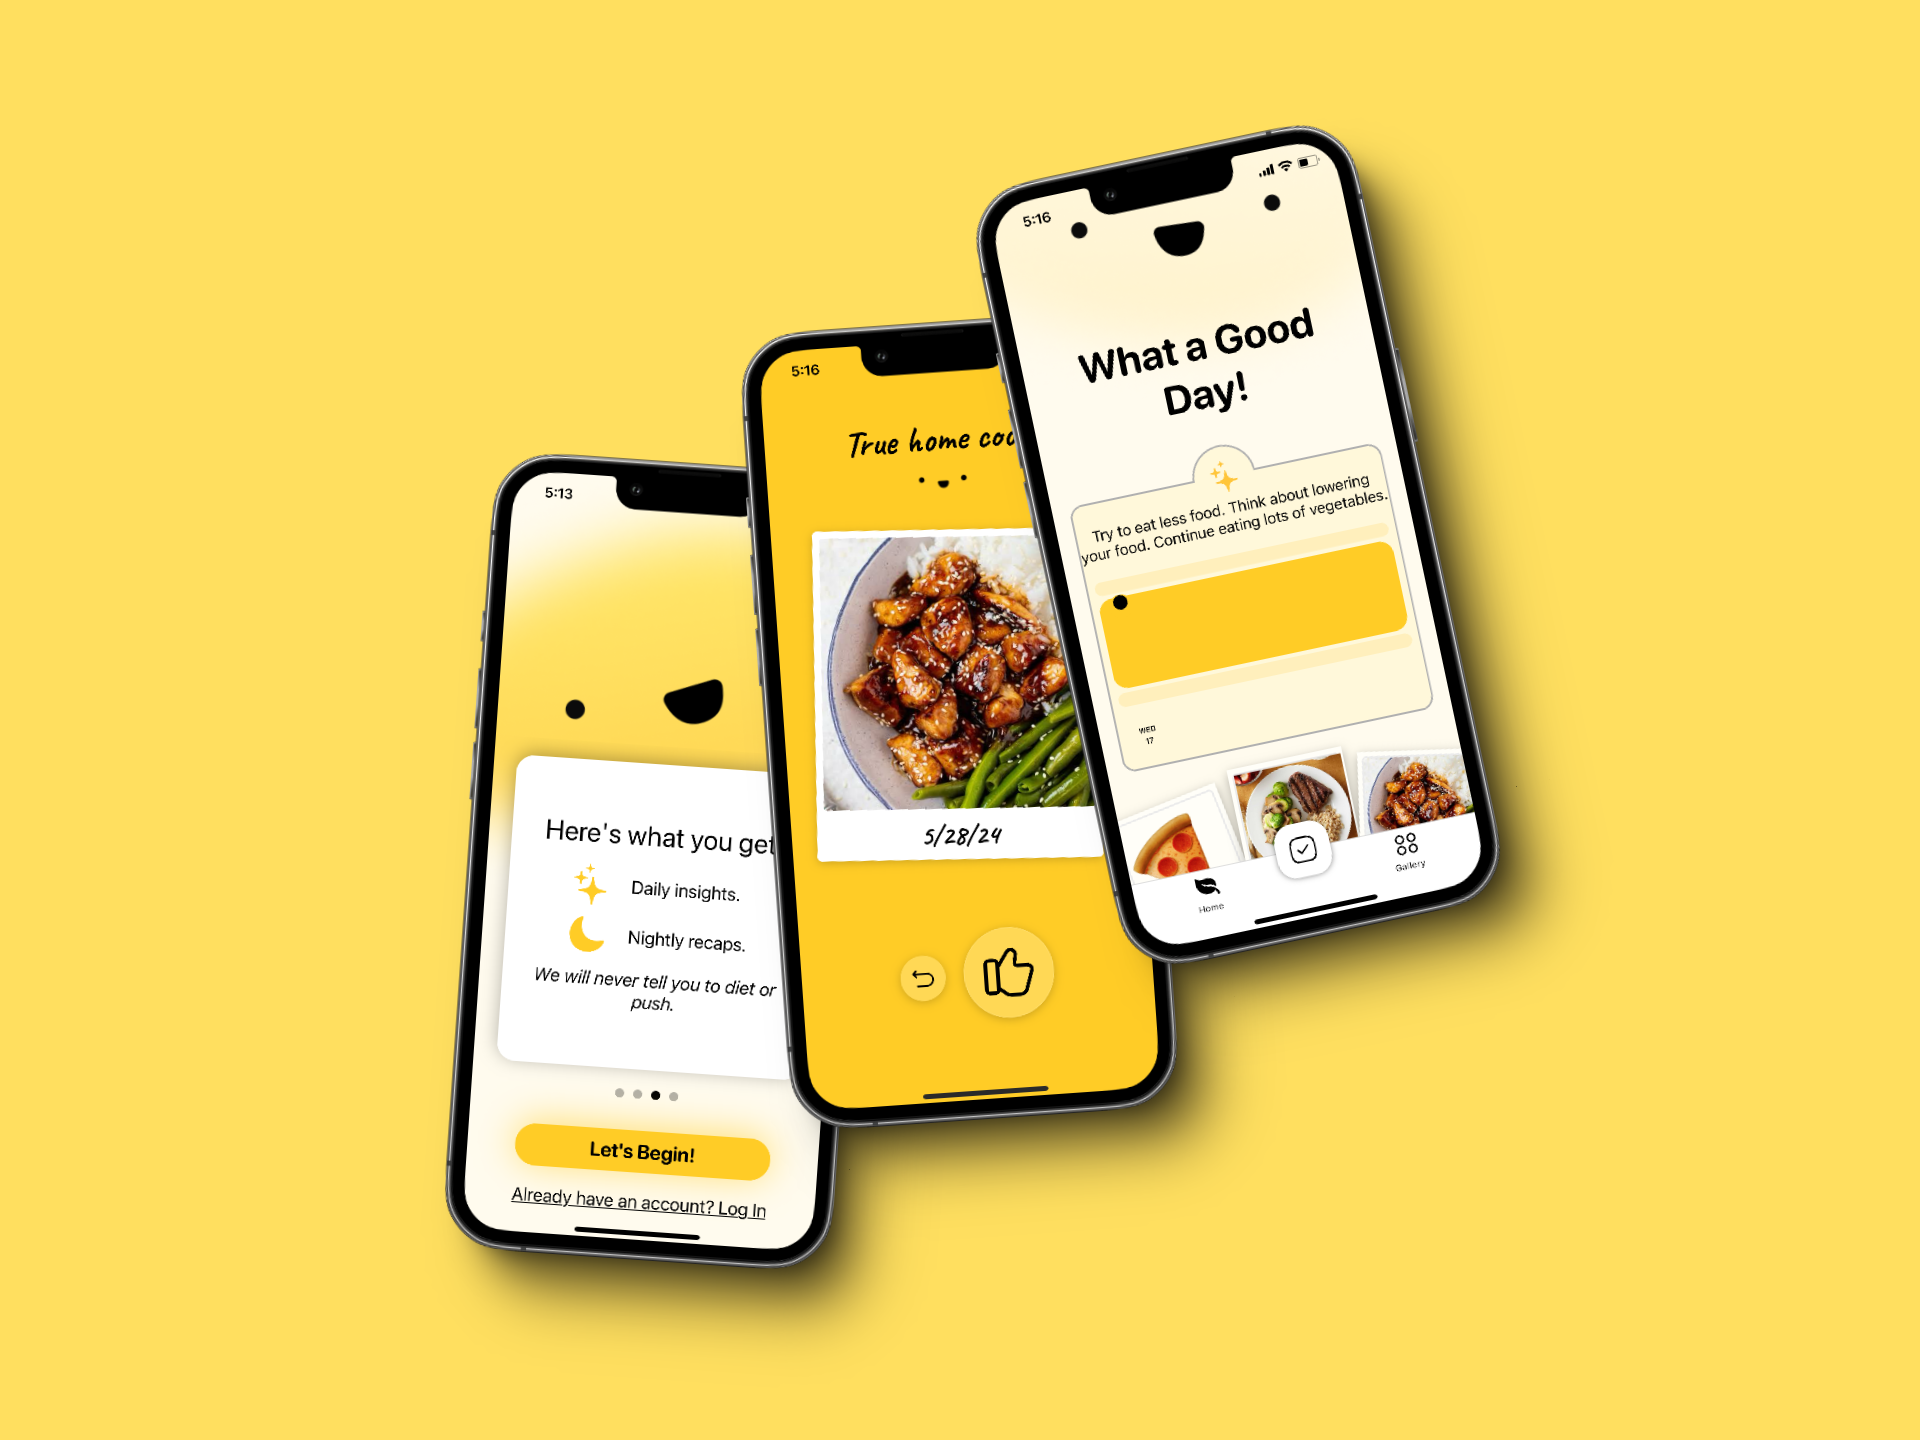 5:13
Here's what you get
Daily insights.
Nightly recaps.
We will never tell you to diet or
push.
Let's Begin!
Already have an account? Log In
5:16
True home
5/28/24
5:16
What a Good
Day!
Try to eat less food. Think about lowering
your food. Continue eating lots of vegetables.
WED
17
Home
Gallery